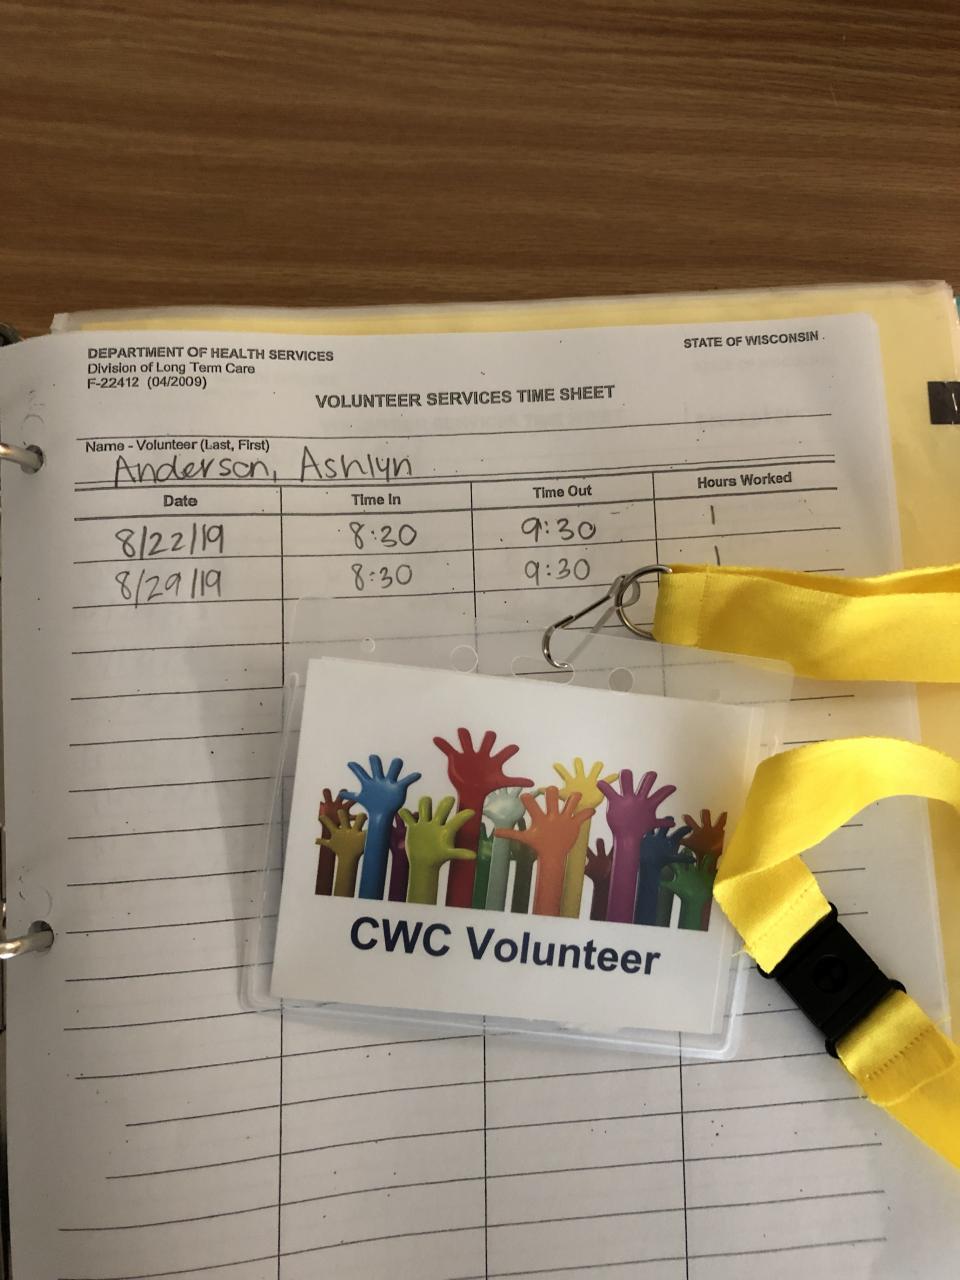 DEPARTMENT OF HEALTH SERVICES
STATE OF WISCONSIN
Division of Long Term Care
F-22412 (04/2009)
VOLUNTEER SERVICES TIME SHEET
Name - Volunteer (Last, First)
Anderson, Ashlyn
Date Time In Time Out Hours Worked
8/22/19 8:30 9:30 1
8/29/19 8:30 9:30 1
CWC Volunteer